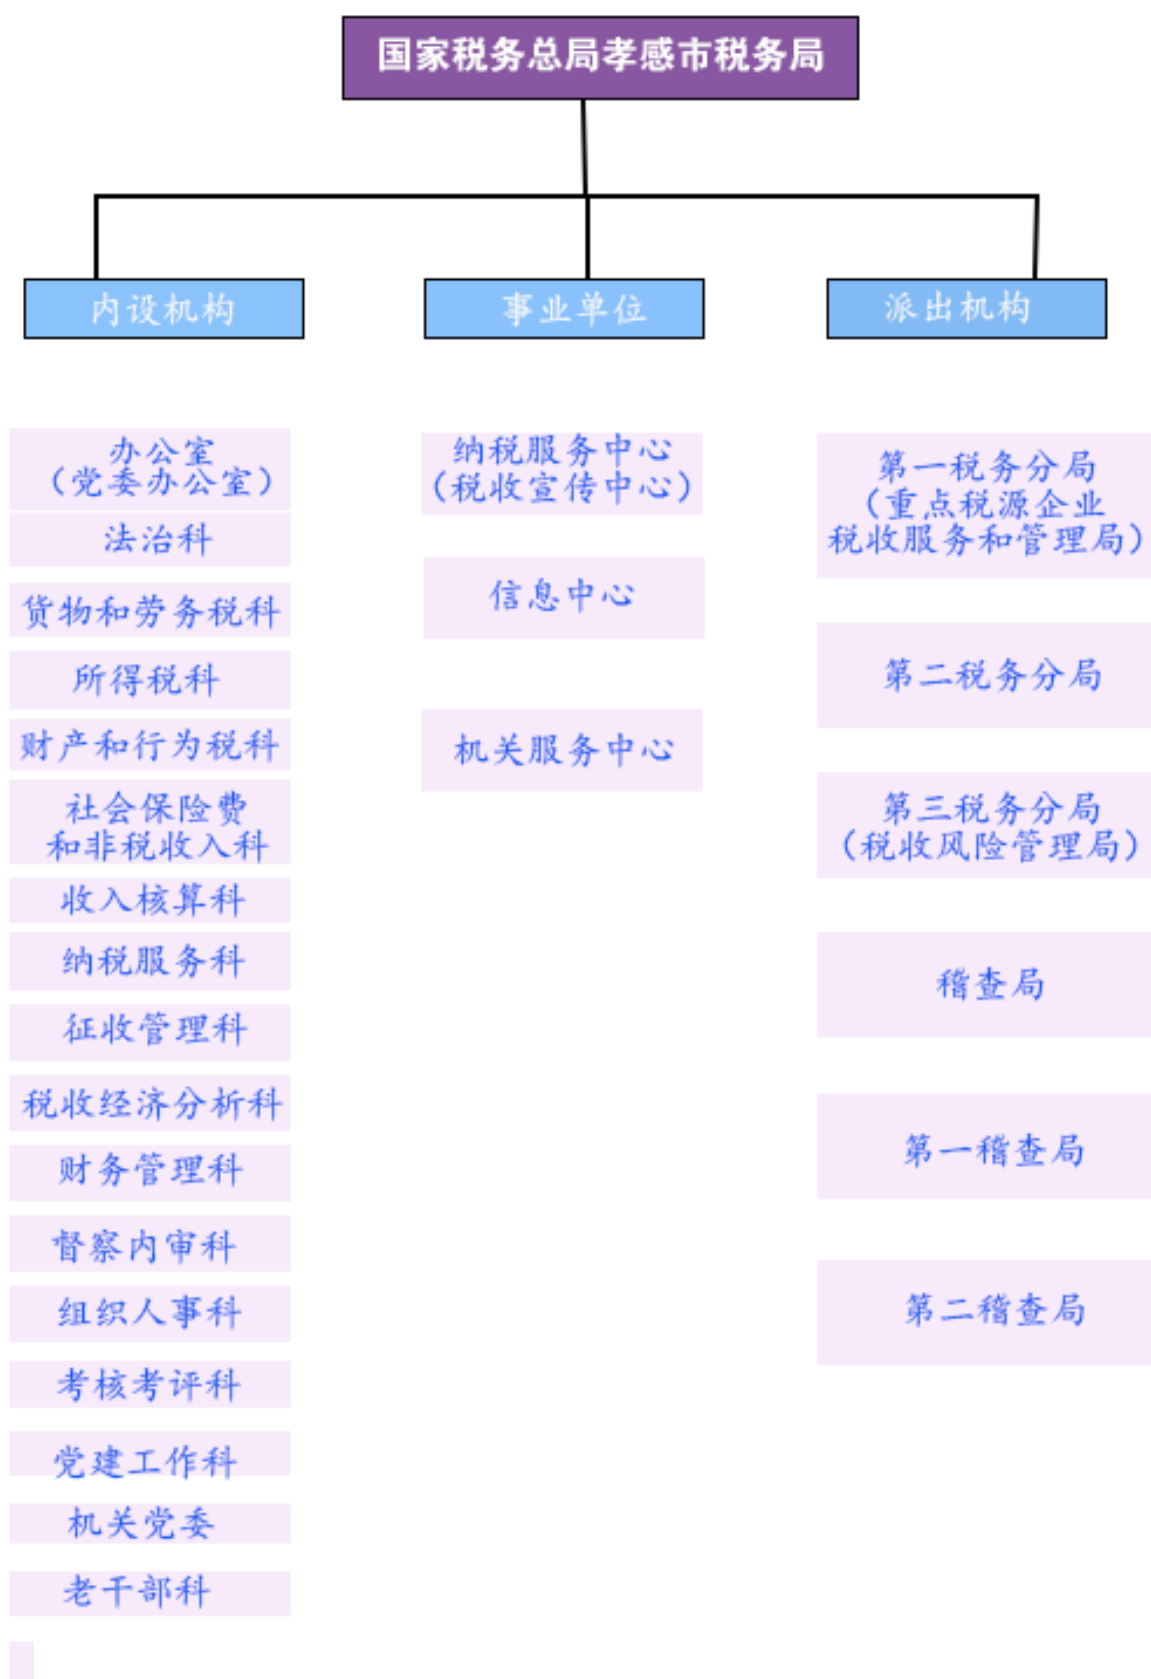 国家税务总局孝感市税务局
内设机构
事业单位
派出机构
办公室
（党委办公室）
法治科
货物和劳务税科
所得税科
财产和行为税科
社会保险费
和非税收入科
收入核算科
纳税服务科
征收管理科
税收经济分析科
财务管理科
督察内审科
组织人事科
考核考评科
党建工作科
机关党委
老干部科
纳税服务中心
（税收宣传中心）
信息中心
机关服务中心
第一税务分局
（重点税源企业
税收服务和管理局）
第二税务分局
第三税务分局
（税收风险管理局）
稽查局
第一稽查局
第二稽查局